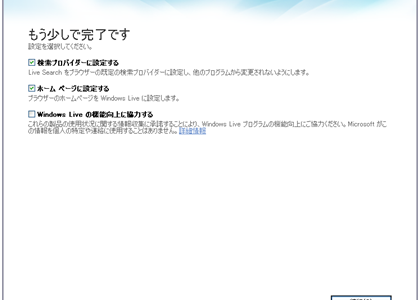 もう少しで完了です
設定を選択してください。
検索プロバイダーに設定する
Live Search をブラウザーの既定の検索プロバイダーに設定し、他のプログラムから変更されないようにします。
ホーム ページに設定する
ブラウザーのホームページを Windows Live に設定します。
Windows Live の機能向上に協力する
これらの製品の使用状況に関する情報収集に承諾することにより、Windows Live プログラムの機能向上にご協力ください。Microsoft がこ
の情報を個人の特定や連絡に使用することはありません。詳細情報